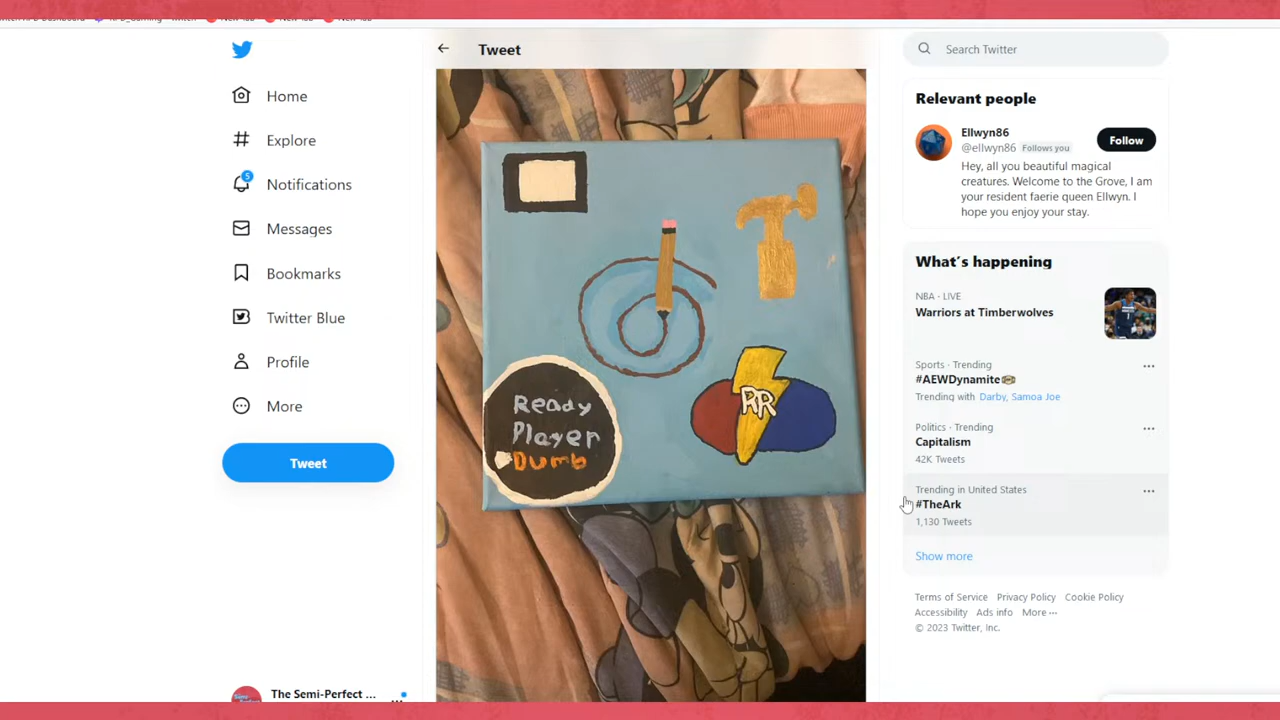 Tweet
Search Twitter
Home
Explore
5
Notifications
Messages
Bookmarks
Twitter Blue
Profile
More
Tweet
The Semi-Perfect ...
Ready
Player
Dumb
RR
Relevant people
Ellwyn86
@ellwyn86 Follows you
Follow
Hey, all you beautiful magical
creatures. Welcome to the Grove, I am
your resident faerie queen Ellwyn. I
hope you enjoy your stay.
What's happening
NBA · LIVE
Warriors at Timberwolves
Sports · Trending
#AEWDynamite
Trending with Darby, Samoa Joe
Politics · Trending
Capitalism
42K Tweets
Trending in United States
#TheArk
1,130 Tweets
Show more
Terms of Service Privacy Policy Cookie Policy
Accessibility Ads info More ···
© 2023 Twitter, Inc.